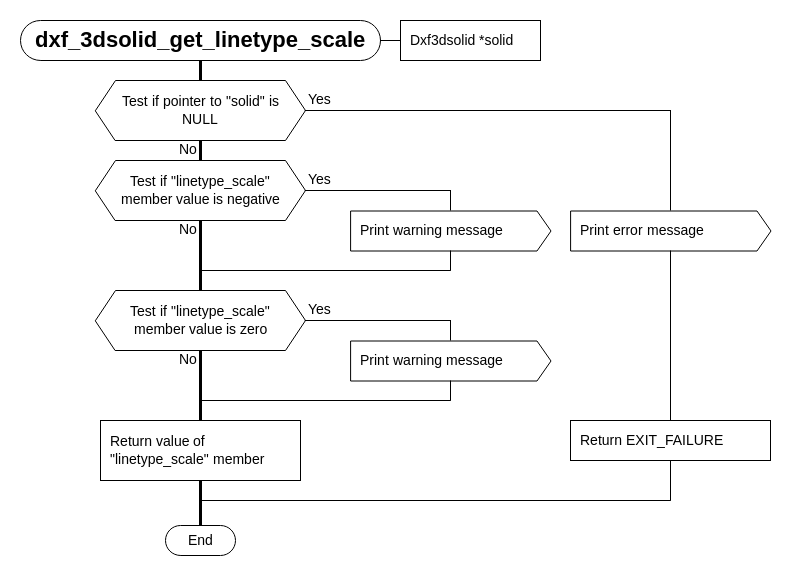 dxf_3dsolid_get_linetype_scale
Dxf3dsolid *solid
Test if pointer to "solid" is
NULL
Yes
No
Test if "linetype_scale"
member value is negative
Yes
No
Print warning message
Print error message
Test if "linetype_scale"
member value is zero
Yes
No
Print warning message
Return value of
"linetype_scale" member
Return EXIT_FAILURE
End